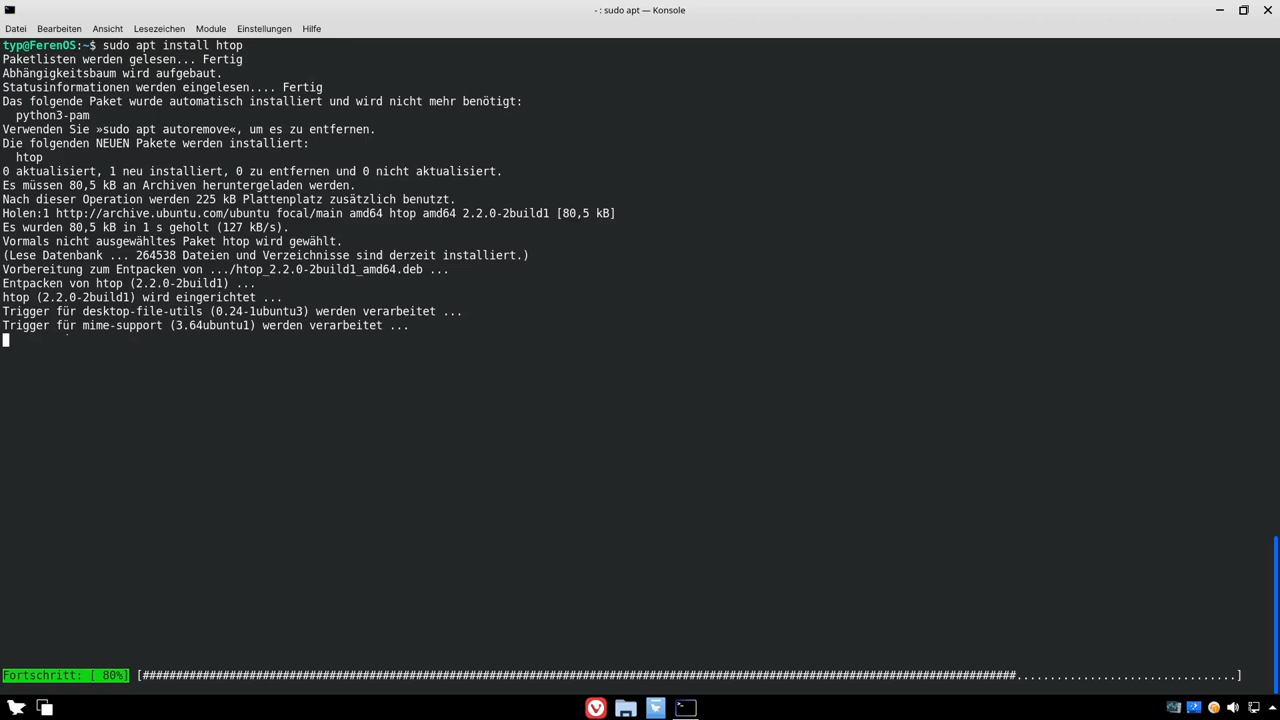 - : sudo apt — Konsole
Datei Bearbeiten Ansicht Lesezeichen Module Einstellungen Hilfe
typ@FerenOS:~$ sudo apt install htop
Paketlisten werden gelesen... Fertig
Abhängigkeitsbaum wird aufgebaut.
Statusinformationen werden eingelesen.... Fertig
Das folgende Paket wurde automatisch installiert und wird nicht mehr benötigt:
  python3-pam
Verwenden Sie »sudo apt autoremove«, um es zu entfernen.
Die folgenden NEUEN Pakete werden installiert:
  htop
0 aktualisiert, 1 neu installiert, 0 zu entfernen und 0 nicht aktualisiert.
Es müssen 80,5 kB an Archiven heruntergeladen werden.
Nach dieser Operation werden 225 kB Plattenplatz zusätzlich benutzt.
Holen:1 http://archive.ubuntu.com/ubuntu focal/main amd64 htop amd64 2.2.0-2build1 [80,5 kB]
Es wurden 80,5 kB in 1 s geholt (127 kB/s).
Vormals nicht ausgewähltes Paket htop wird gewählt.
(Lese Datenbank ... 264538 Dateien und Verzeichnisse sind derzeit installiert.)
Vorbereitung zum Entpacken von .../htop_2.2.0-2build1_amd64.deb ...
Entpacken von htop (2.2.0-2build1) ...
htop (2.2.0-2build1) wird eingerichtet ...
Trigger für desktop-file-utils (0.24-1ubuntu3) werden verarbeitet ...
Trigger für mime-support (3.64ubuntu1) werden verarbeitet ...
Fortschritt: [ 80%] [###################################################################################################################################.................................]